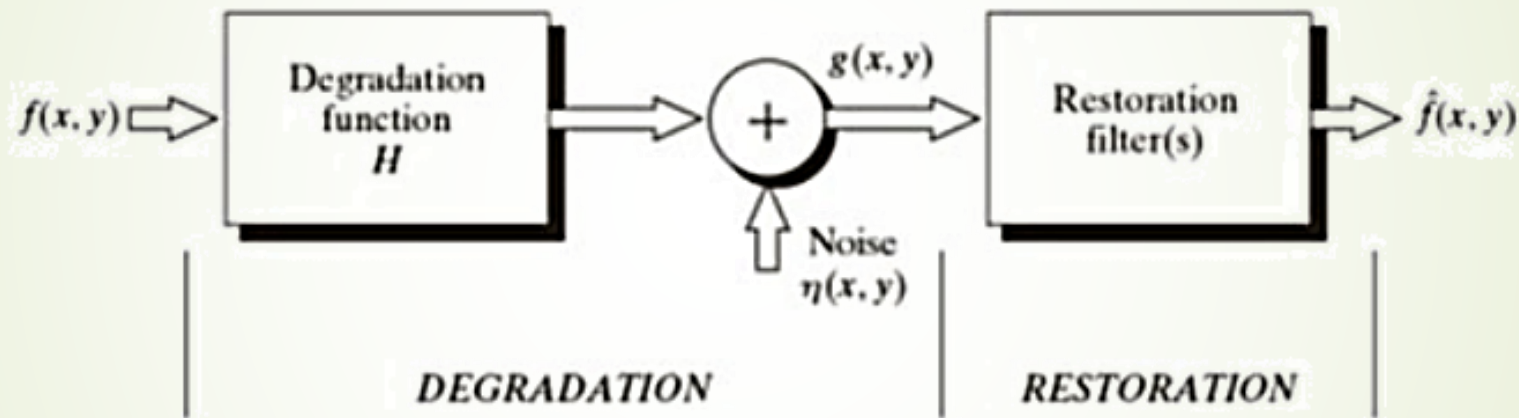 f(x, y)
Degradation
function
H
+
g(x, y)
Noise
η(x, y)
Restoration
filter(s)
f̂(x, y)
DEGRADATION
RESTORATION